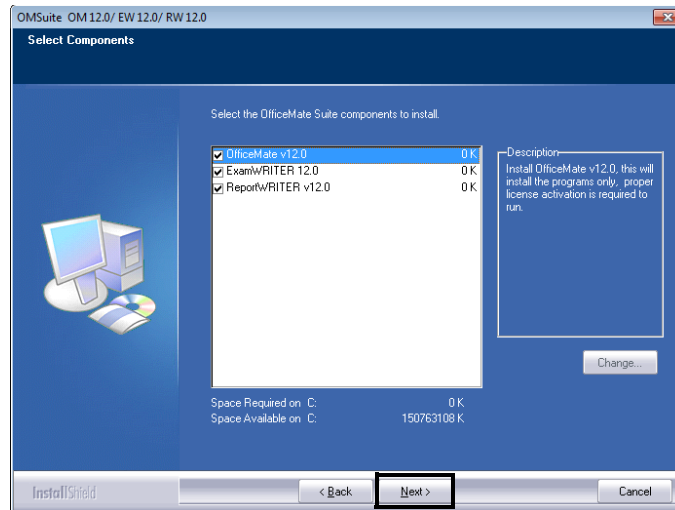 OMSuite OM 12.0/ EW 12.0/ RW 12.0
Select Components
Select the OfficeMate Suite components to install.
OfficeMate v12.0 0 K
ExamWRITER 12.0 0 K
ReportWRITER v12.0 0 K
Description
Install OfficeMate v12.0, this will
install the programs only, proper
license activation is required to
run.
Change...
Space Required on C: 0 K
Space Available on C: 150763108 K
InstallShield
< Back
Next >
Cancel